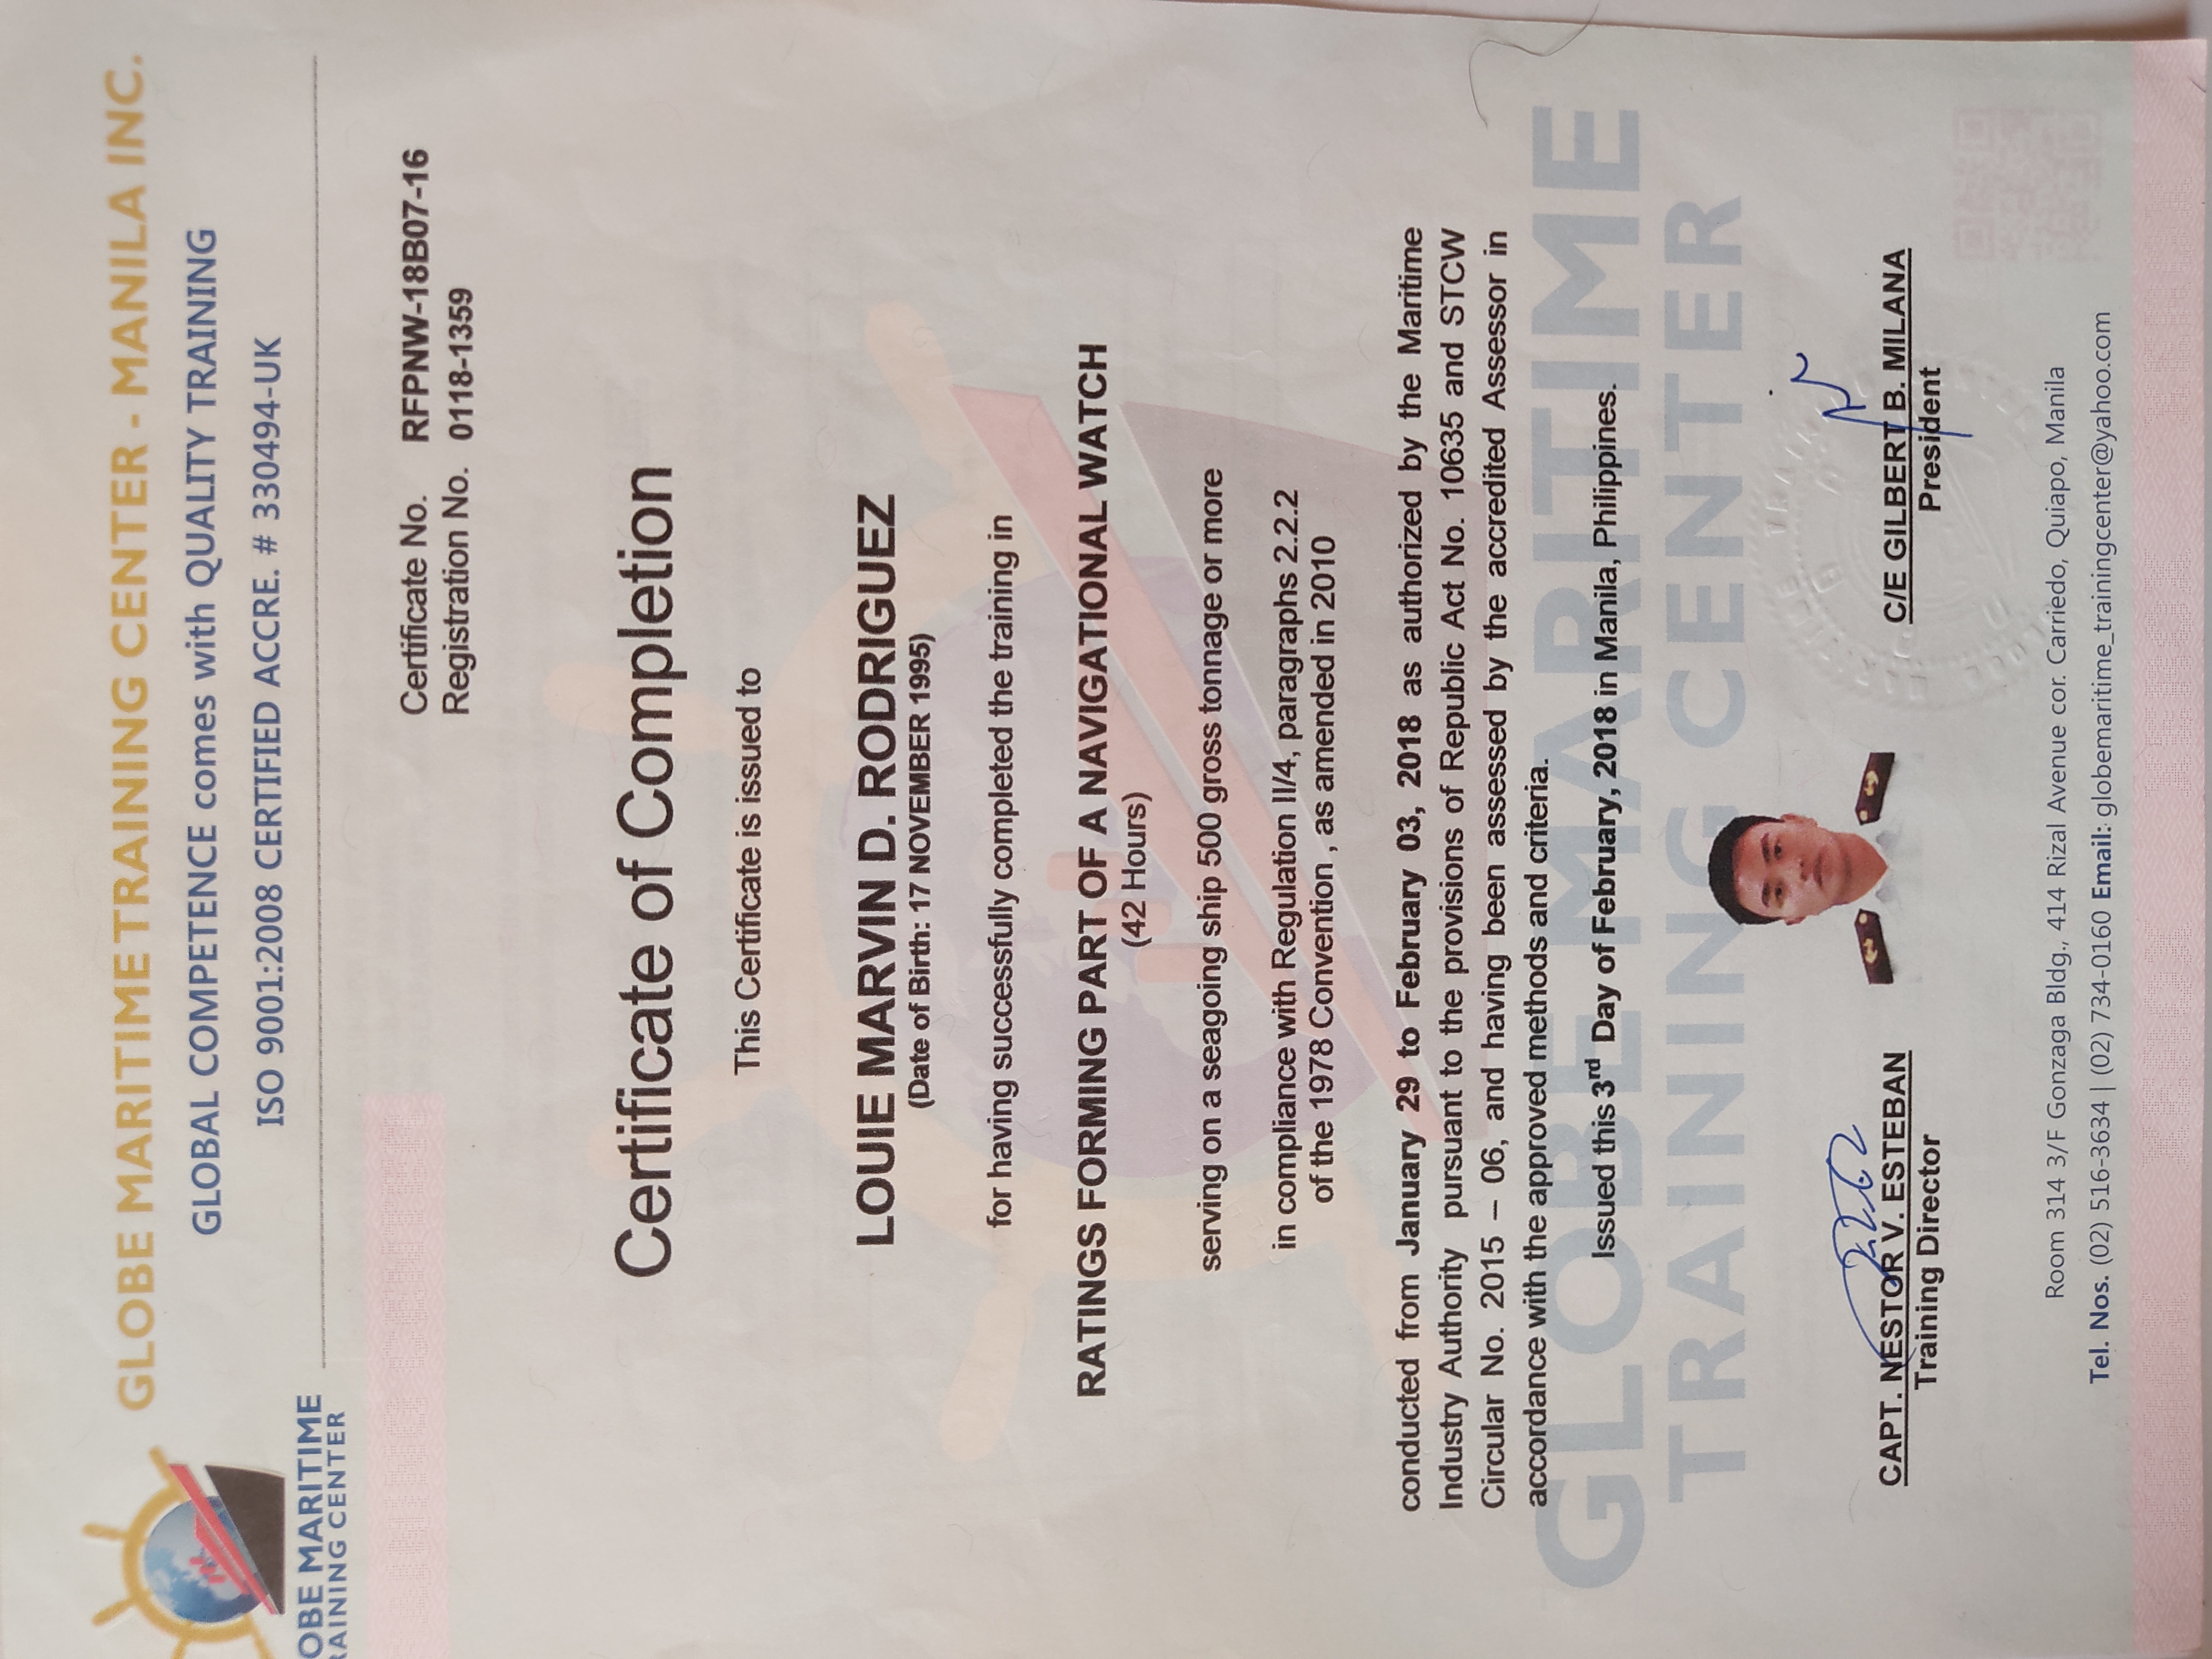 GLOBE MARITIME TRAINING CENTER - MANILA INC.
GLOBAL COMPETENCE comes with QUALITY TRAINING
ISO 9001:2008 CERTIFIED ACCRE. # 330494-UK
OBE MARITIME
RAINING CENTER
Certificate No. RFPNW-18B07-16
Registration No. 0118-1359
Certificate of Completion
This Certificate is issued to
LOUIE MARVIN D. RODRIGUEZ
(Date of Birth: 17 NOVEMBER 1995)
for having successfully completed the training in
RATINGS FORMING PART OF A NAVIGATIONAL WATCH
(42 Hours)
serving on a seagoing ship 500 gross tonnage or more
in compliance with Regulation II/4, paragraphs 2.2.2
of the 1978 Convention , as amended in 2010
conducted from January 29 to February 03, 2018 as authorized by the Maritime
Industry Authority pursuant to the provisions of Republic Act No. 10635 and STCW
Circular No. 2015 – 06, and having been assessed by the accredited Assessor in
accordance with the approved methods and criteria.
Issued this 3rd Day of February, 2018 in Manila, Philippines.
GLOBE MARITIME
TRAINING CENTER
CAPT. NESTOR V. ESTEBAN
Training Director
C/E GILBERT B. MILANA
President
Room 314 3/F Gonzaga Bldg., 414 Rizal Avenue cor. Carriedo, Quiapo, Manila
Tel. Nos. (02) 516-3634 | (02) 734-0160 Email: globemaritime_trainingcenter@yahoo.com